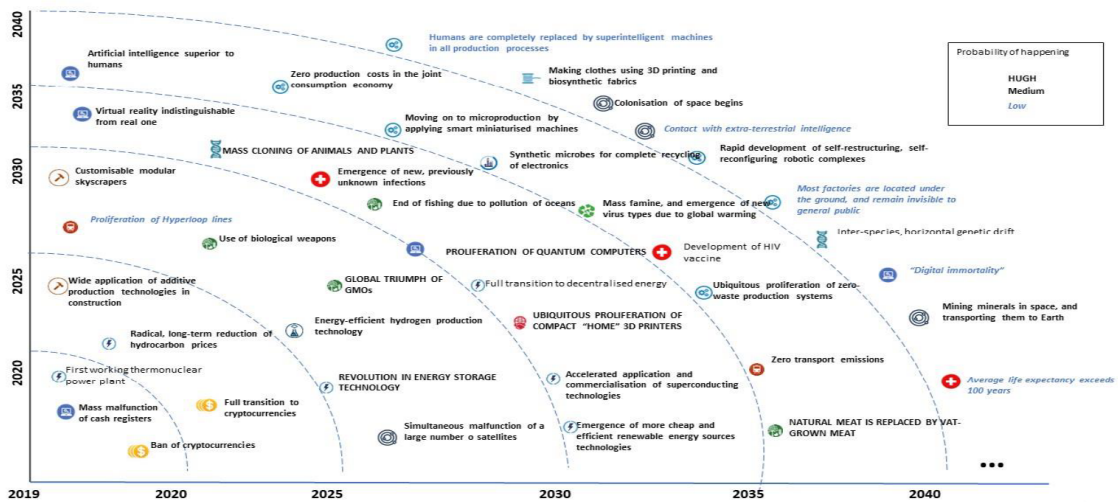 2040
2035
2030
2025
2020
Artificial intelligence superior to
humans
Humans are completely replaced by superintelligent machines
in all production processes
Zero production costs in the joint
consumption economy
Making clothes using 3D printing and
biosynthetic fabrics
Probability of happening
HUGH
Medium
Low
Virtual reality indistinguishable
from real one
Colonisation of space begins
Moving on to microproduction by
applying smart miniaturised machines
Contact with extra-terrestrial intelligence
MASS CLONING OF ANIMALS AND PLANTS
Synthetic microbes for complete recycling
of electronics
Rapid development of self-restructuring, self-
reconfiguring robotic complexes
Customisable modular
skyscrapers
Emergence of new, previously
unknown infections
Most factories are located under
the ground, and remain invisible to
general public
End of fishing due to pollution of oceans
Mass famine, and emergence of new
virus types due to global warming
Proliferation of Hyperloop lines
Use of biological weapons
Inter-species, horizontal genetic drift
PROLIFERATION OF QUANTUM COMPUTERS
Development of HIV
vaccine
"Digital immortality"
Wide application of additive
production technologies in
construction
GLOBAL TRIUMPH OF
GMOs
Full transition to decentralised energy
Ubiquitous proliferation of zero-
waste production systems
Mining minerals in space, and
transporting them to Earth
Radical, long-term reduction of
hydrocarbon prices
Energy-efficient hydrogen production
technology
UBIQUITOUS PROLIFERATION OF
COMPACT "HOME" 3D PRINTERS
Zero transport emissions
First working thermonuclear
power plant
REVOLUTION IN ENERGY STORAGE
TECHNOLOGY
Accelerated application and
commercialisation of superconducting
technologies
Average life expectancy exceeds
100 years
Mass malfunction
of cash registers
Full transition to
cryptocurrencies
Simultaneous malfunction of a
large number o satellites
Emergence of more cheap and
efficient renewable energy sources
technologies
NATURAL MEAT IS REPLACED BY VAT-
GROWN MEAT
Ban of cryptocurrencies
...
2019
2020
2025
2030
2035
2040